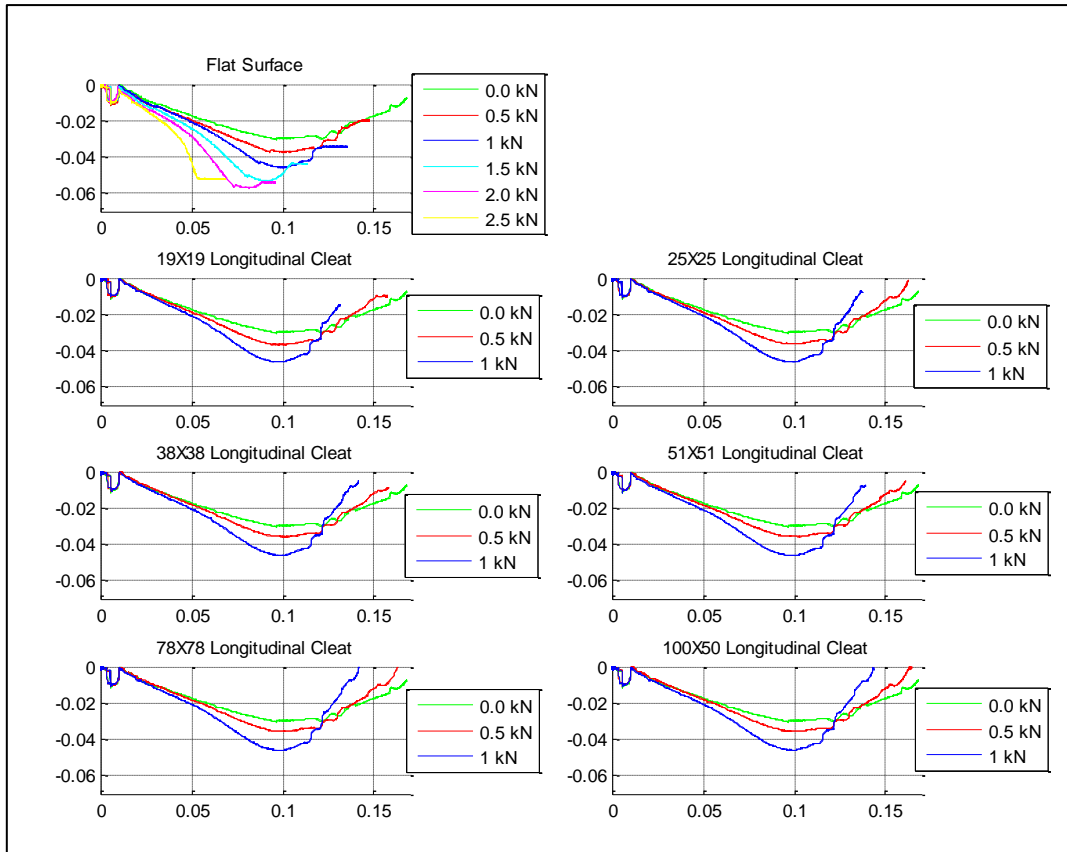 Flat Surface
0
-0.02
-0.04
-0.06
0 0.05 0.1 0.15
0.0 kN
0.5 kN
1 kN
1.5 kN
2.0 kN
2.5 kN
19X19 Longitudinal Cleat
0
-0.02
-0.04
-0.06
0 0.05 0.1 0.15
0.0 kN
0.5 kN
1 kN
25X25 Longitudinal Cleat
0
-0.02
-0.04
-0.06
0 0.05 0.1 0.15
0.0 kN
0.5 kN
1 kN
38X38 Longitudinal Cleat
0
-0.02
-0.04
-0.06
0 0.05 0.1 0.15
0.0 kN
0.5 kN
1 kN
51X51 Longitudinal Cleat
0
-0.02
-0.04
-0.06
0 0.05 0.1 0.15
0.0 kN
0.5 kN
1 kN
78X78 Longitudinal Cleat
0
-0.02
-0.04
-0.06
0 0.05 0.1 0.15
0.0 kN
0.5 kN
1 kN
100X50 Longitudinal Cleat
0
-0.02
-0.04
-0.06
0 0.05 0.1 0.15
0.0 kN
0.5 kN
1 kN